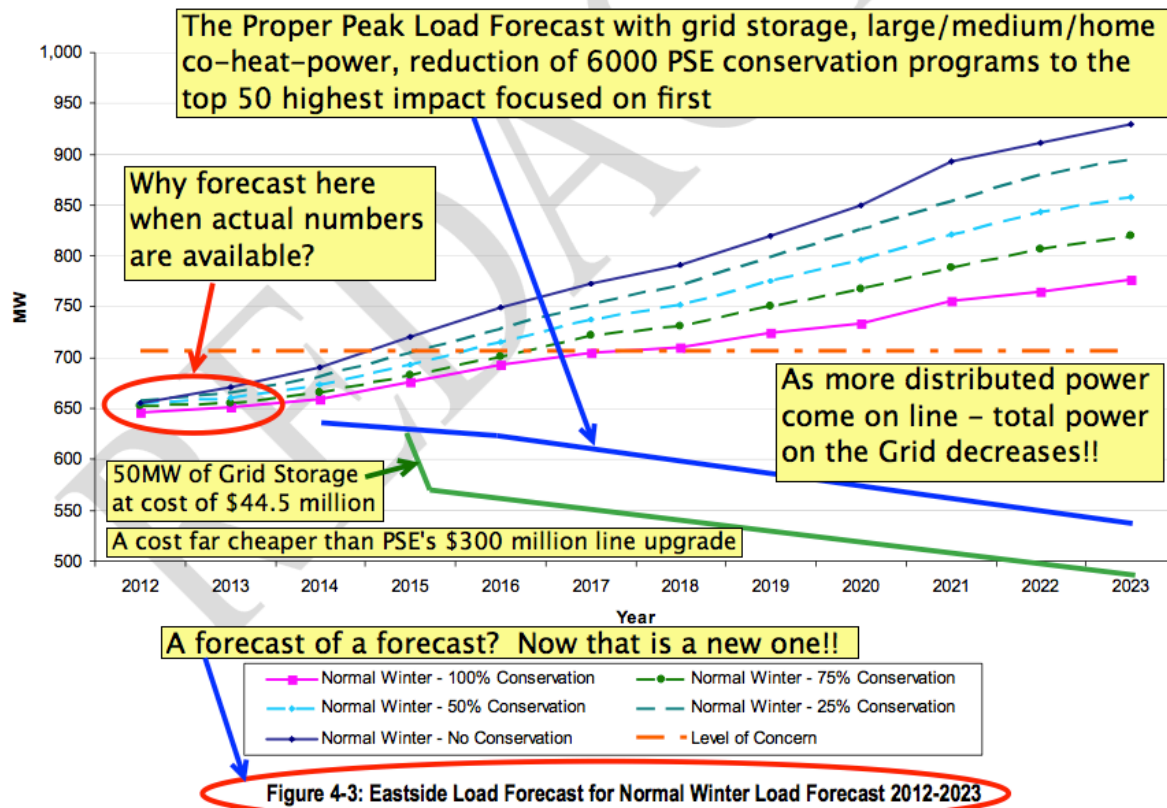 The Proper Peak Load Forecast with grid storage, large/medium/home
co-heat-power, reduction of 6000 PSE conservation programs to the
top 50 highest impact focused on first
1,000
950
900
850
800
750
700
650
600
550
500
MW
Why forecast here
when actual numbers
are available?
As more distributed power
come on line - total power
on the Grid decreases!!
50MW of Grid Storage
at cost of $44.5 million
A cost far cheaper than PSE's $300 million line upgrade
2012 2013 2014 2015 2016 2017 2018 2019 2020 2021 2022 2023
Year
A forecast of a forecast? Now that is a new one!!
Normal Winter - 100% Conservation
Normal Winter - 75% Conservation
Normal Winter - 50% Conservation
Normal Winter - 25% Conservation
Normal Winter - No Conservation
Level of Concern
Figure 4-3: Eastside Load Forecast for Normal Winter Load Forecast 2012-2023